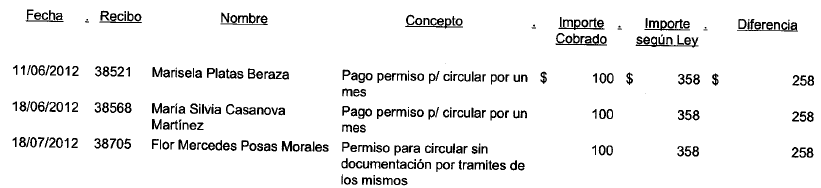 Fecha . Recibo Nombre Concepto . Importe . Importe . Diferencia
Cobrado según Ley
11/06/2012 38521 Marisela Platas Beraza Pago permiso p/ circular por un $ 100 $ 358 $ 258
mes
18/06/2012 38568 María Silvia Casanova Pago permiso p/ circular por un 100 358 258
Martínez mes
18/07/2012 38705 Flor Mercedes Posas Morales Permiso para circular sin 100 358 258
documentación por tramites de
los mismos